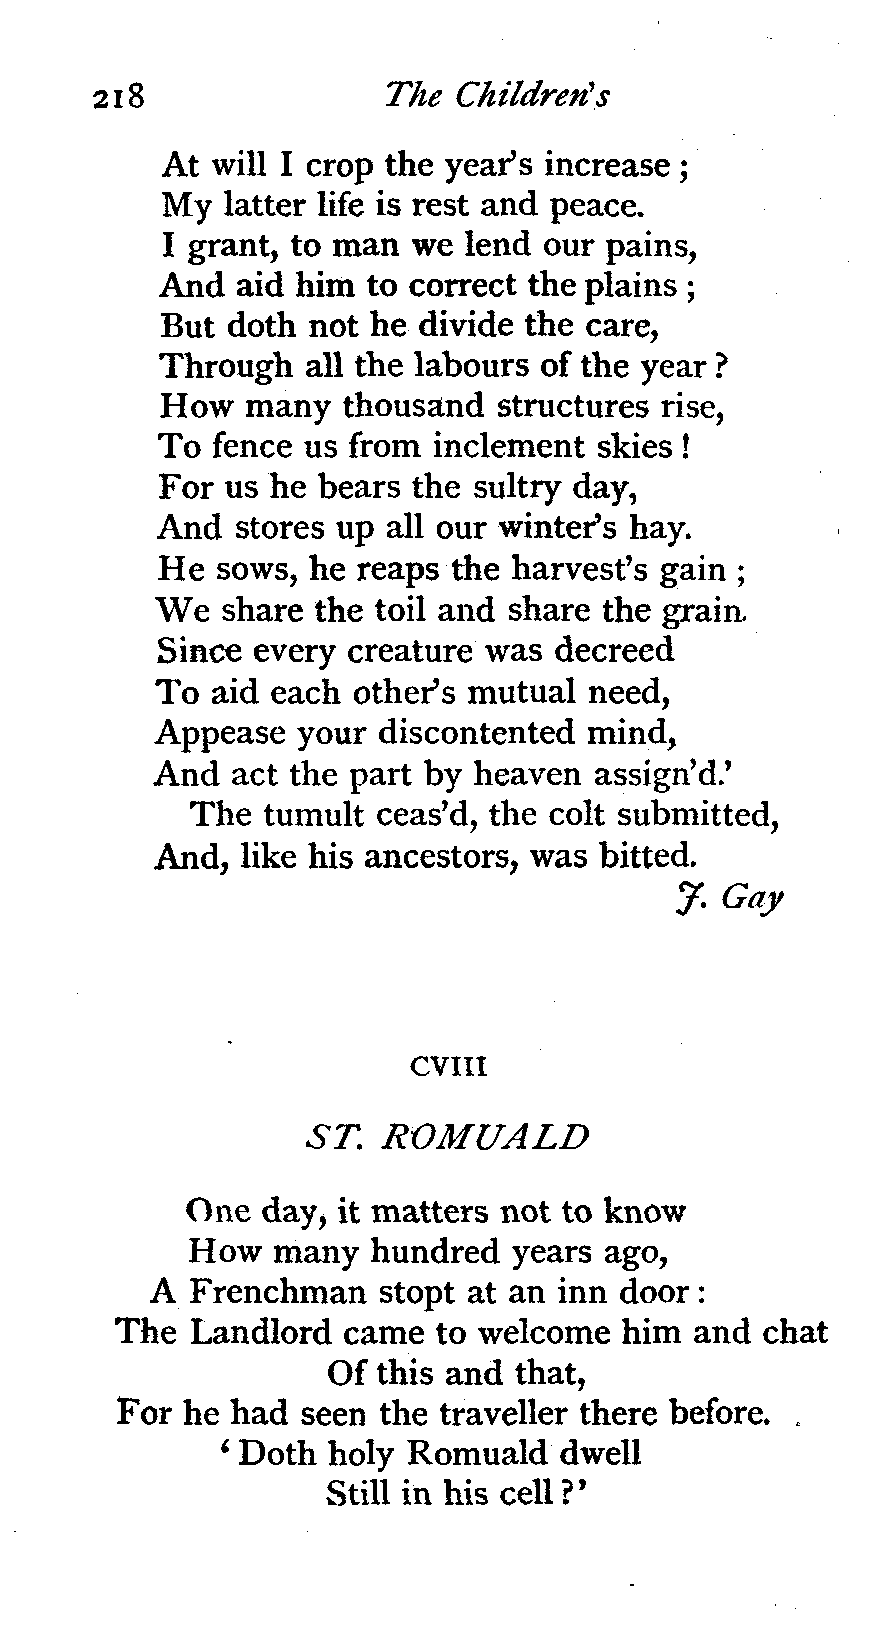 218 The Children's
At will I crop the year's increase ;
My latter life is rest and peace.
I grant, to man we lend our pains,
And aid him to correct the plains ;
But doth not he divide the care,
Through all the labours of the year ?
How many thousand structures rise,
To fence us from inclement skies !
For us he bears the sultry day,
And stores up all our winter's hay.
He sows, he reaps the harvest's gain ;
We share the toil and share the grain.
Since every creature was decreed
To aid each other's mutual need,
Appease your discontented mind,
And act the part by heaven assign'd.'
The tumult ceas'd, the colt submitted,
And, like his ancestors, was bitted.
J. Gay
CVIII
ST. ROMUALD
One day, it matters not to know
How many hundred years ago,
A Frenchman stopt at an inn door :
The Landlord came to welcome him and chat
Of this and that,
For he had seen the traveller there before.
‘ Doth holy Romuald dwell
Still in his cell ?’